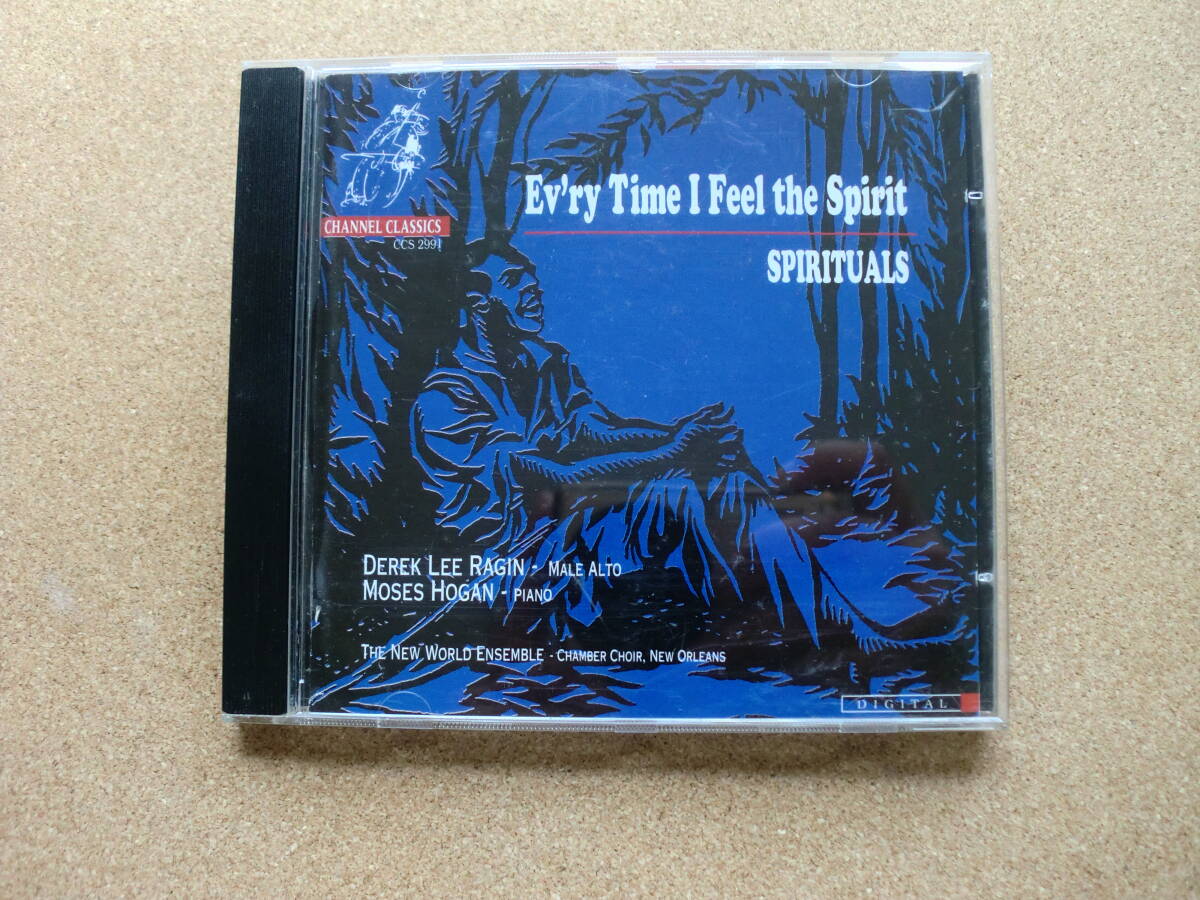 Ev'ry Time I Feel the Spirit
SPIRITUALS
CHANNEL CLASSICS
CCS 2991
DEREK LEE RAGIN - MALE ALTO
MOSES HOGAN - PIANO
THE NEW WORLD ENSEMBLE - CHAMBER CHOIR, NEW ORLEANS
DIGITAL